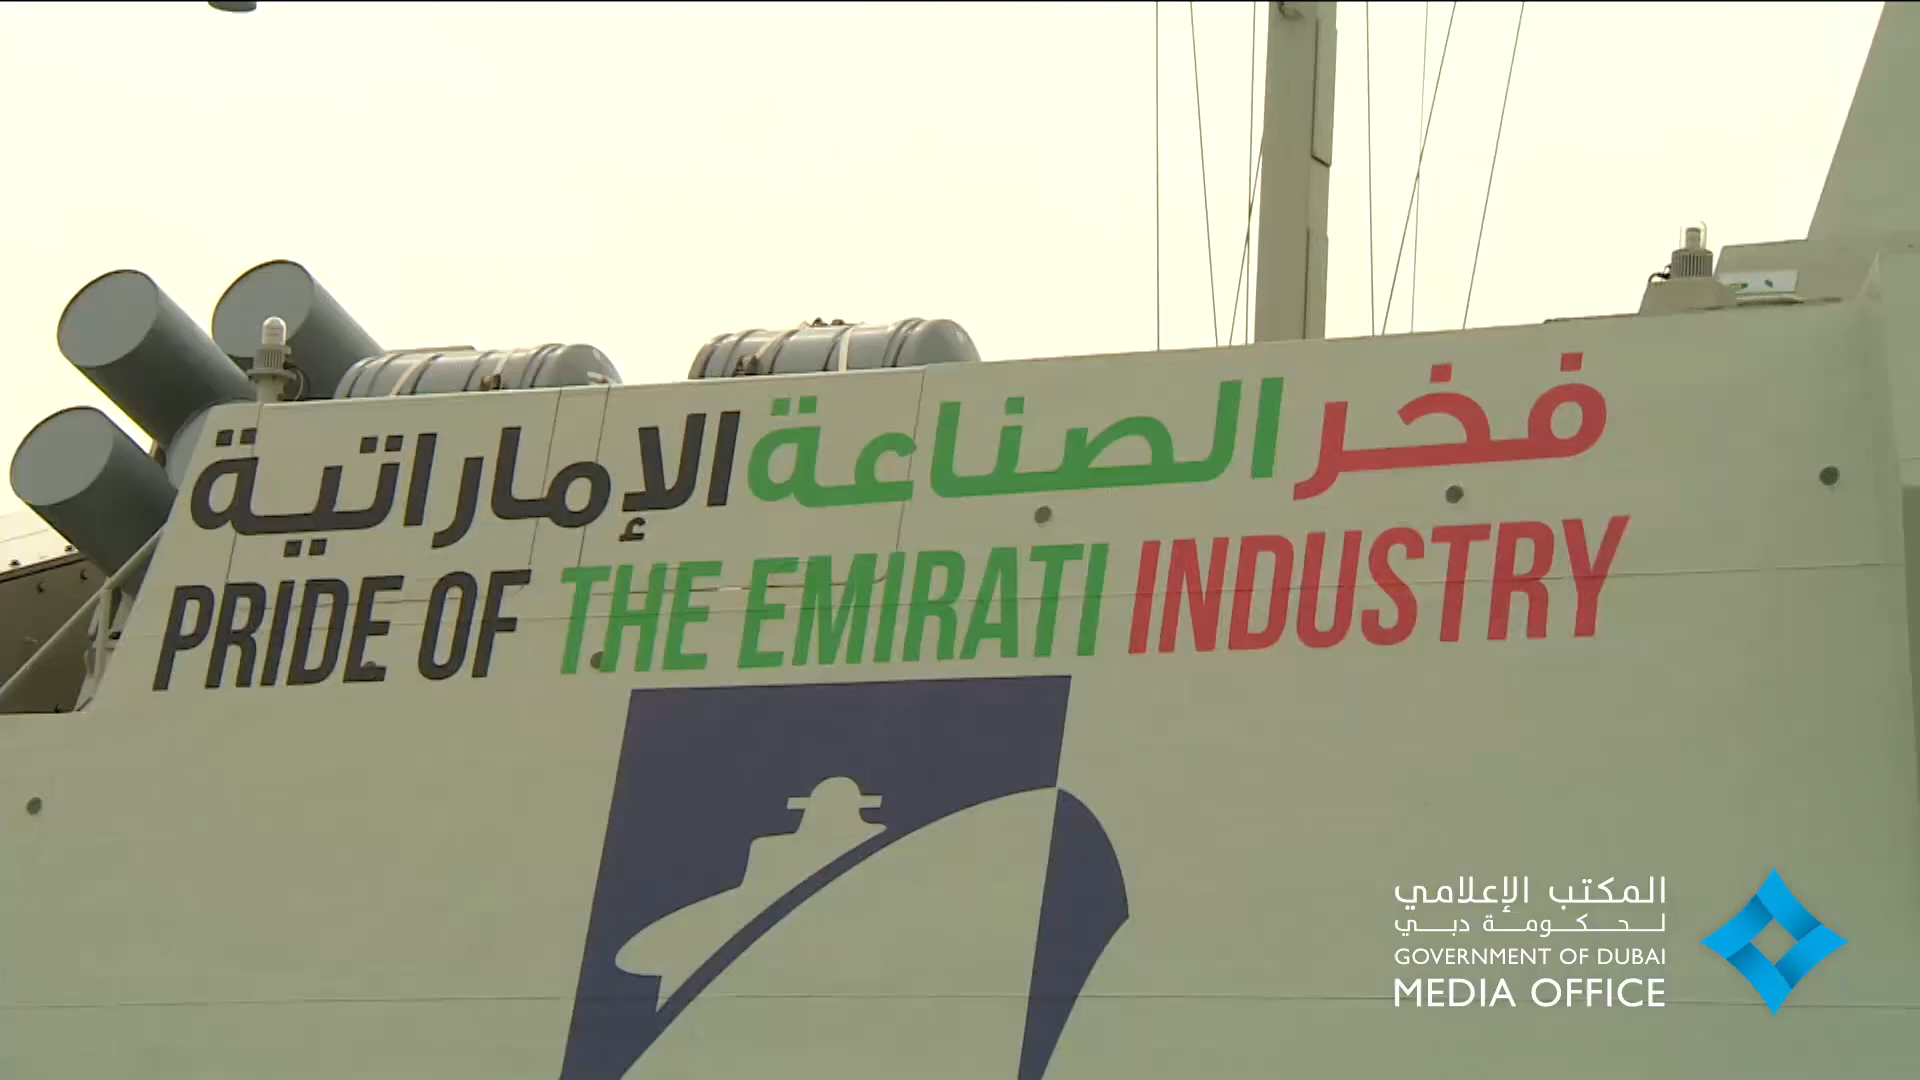 فخر الصناعة الإماراتية
PRIDE OF THE EMIRATI INDUSTRY
المكتب الإعلامي
لحكومة دبي
GOVERNMENT OF DUBAI
MEDIA OFFICE